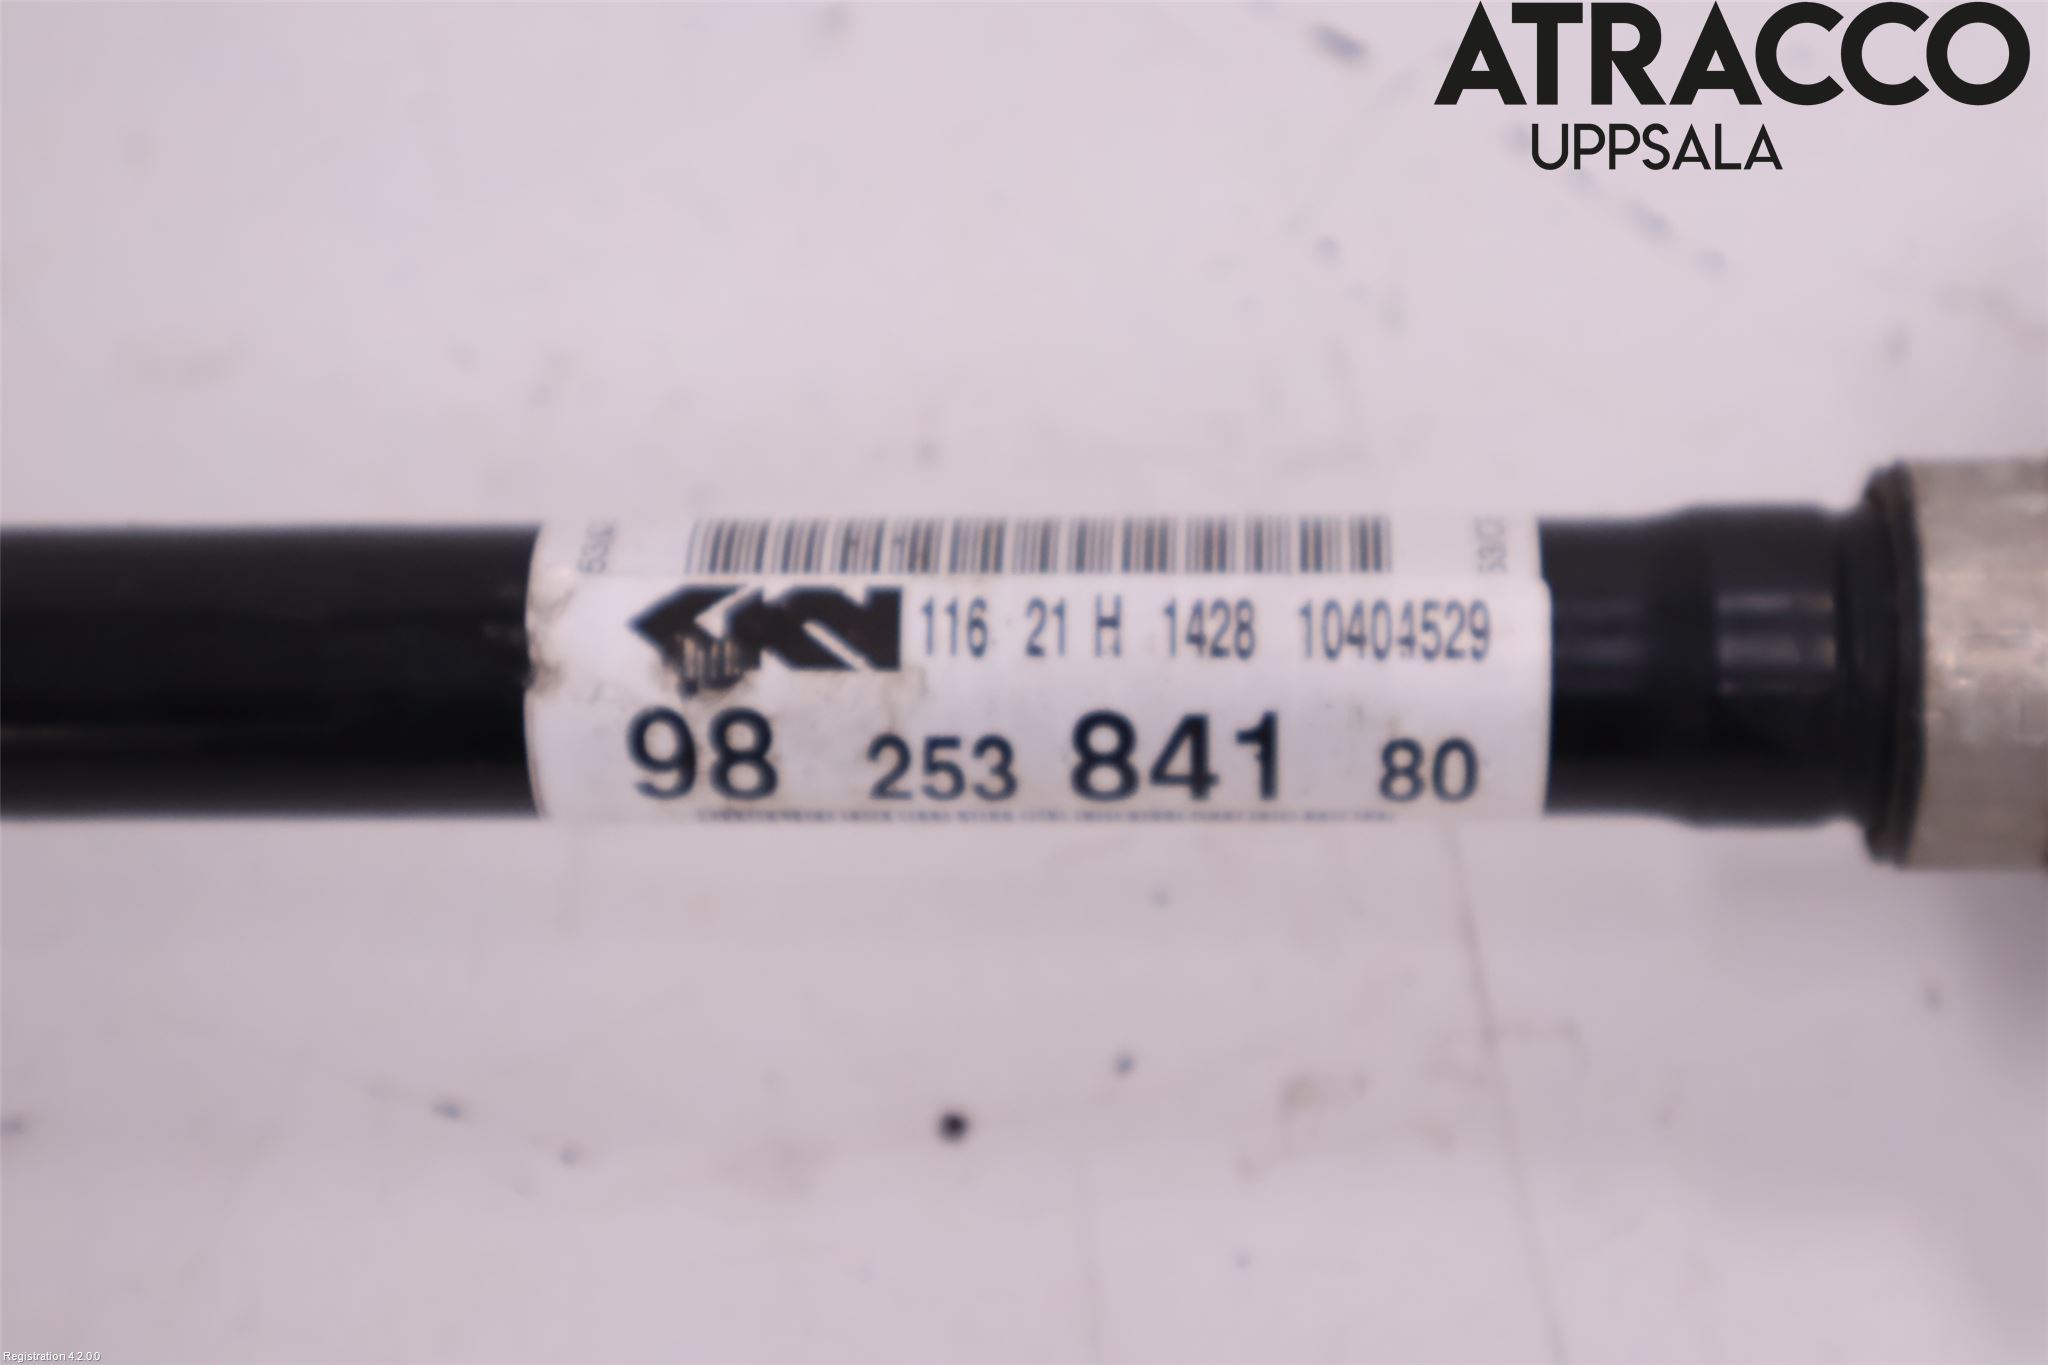 ATRACCO
UPPSALA
116 21 H 1428 10404529
98 253 841 80
Registration 4.2.0.0